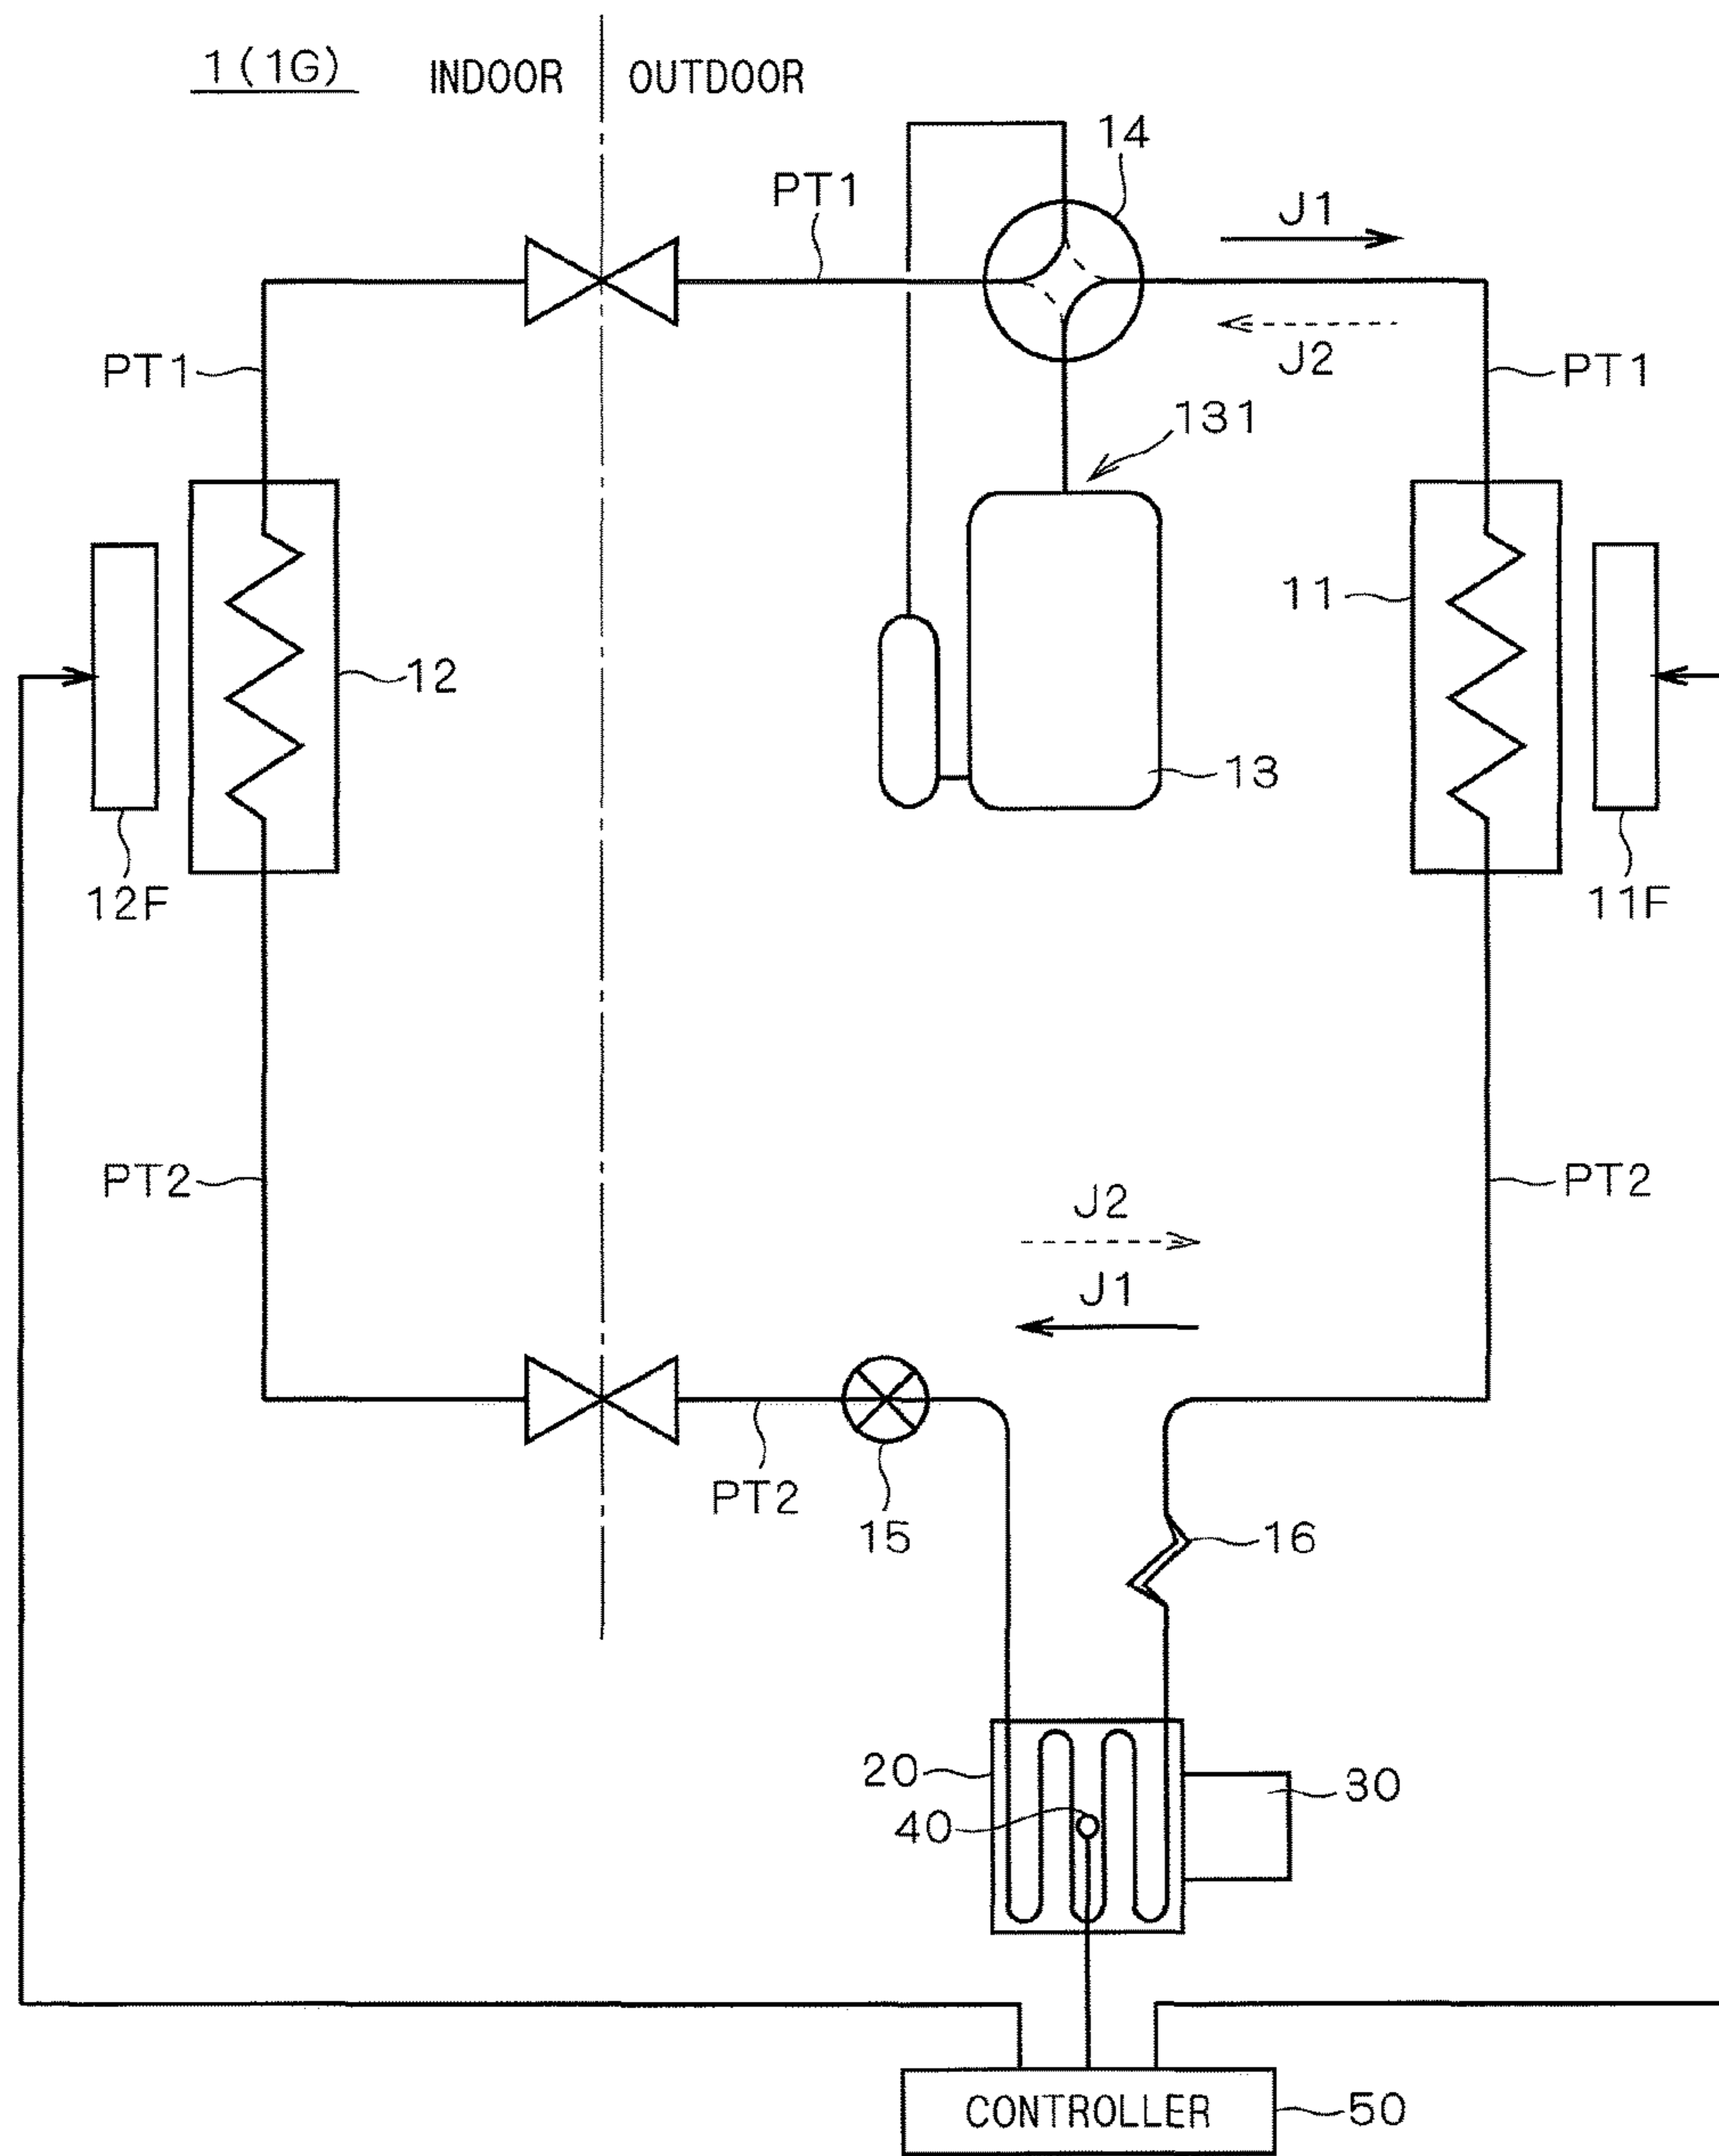 1(1G)
INDOOR
OUTDOOR
14
PT1
J1
J2
PT1
PT1
131
11
12
13
12F
11F
PT2
PT2
J2
J1
PT2
15
16
20
30
40
CONTROLLER
50